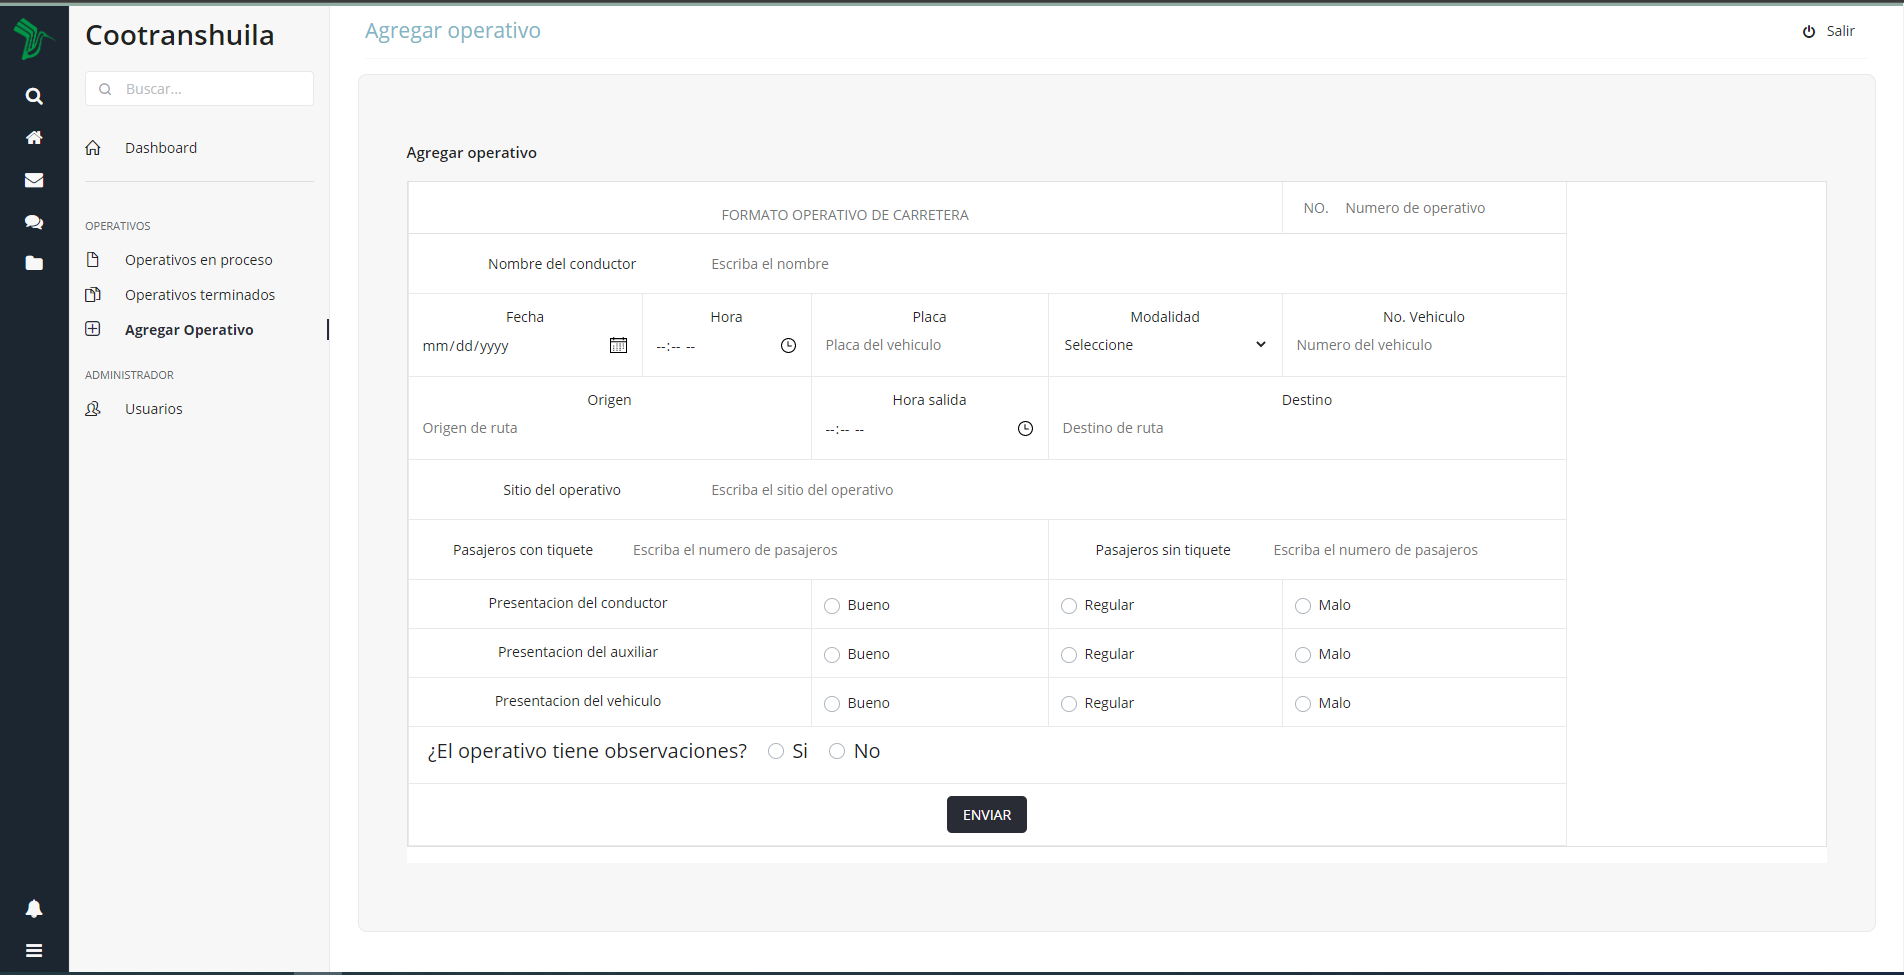 Cootranshuila
Buscar...
Dashboard
OPERATIVOS
Operativos en proceso
Operativos terminados
Agregar Operativo
ADMINISTRADOR
Usuarios
Agregar operativo
Salir
Agregar operativo
FORMATO OPERATIVO DE CARRETERA
NO. Numero de operativo
Nombre del conductor Escriba el nombre
Fecha Hora Placa Modalidad No. Vehiculo
mm/dd/yyyy --:-- -- Placa del vehiculo Seleccione Numero del vehiculo
Origen Hora salida Destino
Origen de ruta --:-- -- Destino de ruta
Sitio del operativo Escriba el sitio del operativo
Pasajeros con tiquete Escriba el numero de pasajeros Pasajeros sin tiquete Escriba el numero de pasajeros
Presentacion del conductor Bueno Regular Malo
Presentacion del auxiliar Bueno Regular Malo
Presentacion del vehiculo Bueno Regular Malo
¿El operativo tiene observaciones? Si No
ENVIAR